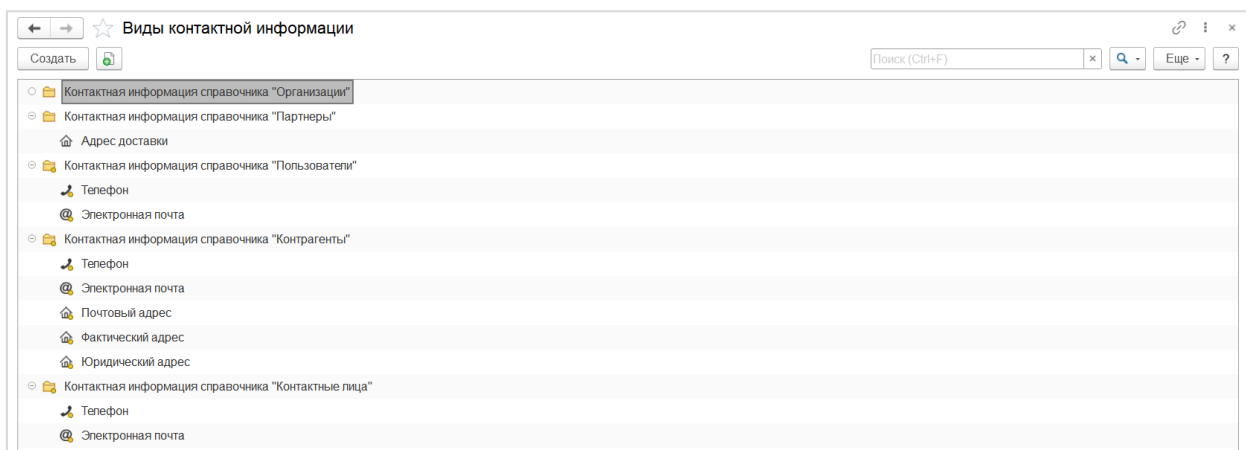 Виды контактной информации
Создать
Поиск (Ctrl+F)
Еще
?
Контактная информация справочника "Организации"
Контактная информация справочника "Партнеры"
Адрес доставки
Контактная информация справочника "Пользователи"
Телефон
Электронная почта
Контактная информация справочника "Контрагенты"
Телефон
Электронная почта
Почтовый адрес
Фактический адрес
Юридический адрес
Контактная информация справочника "Контактные лица"
Телефон
Электронная почта